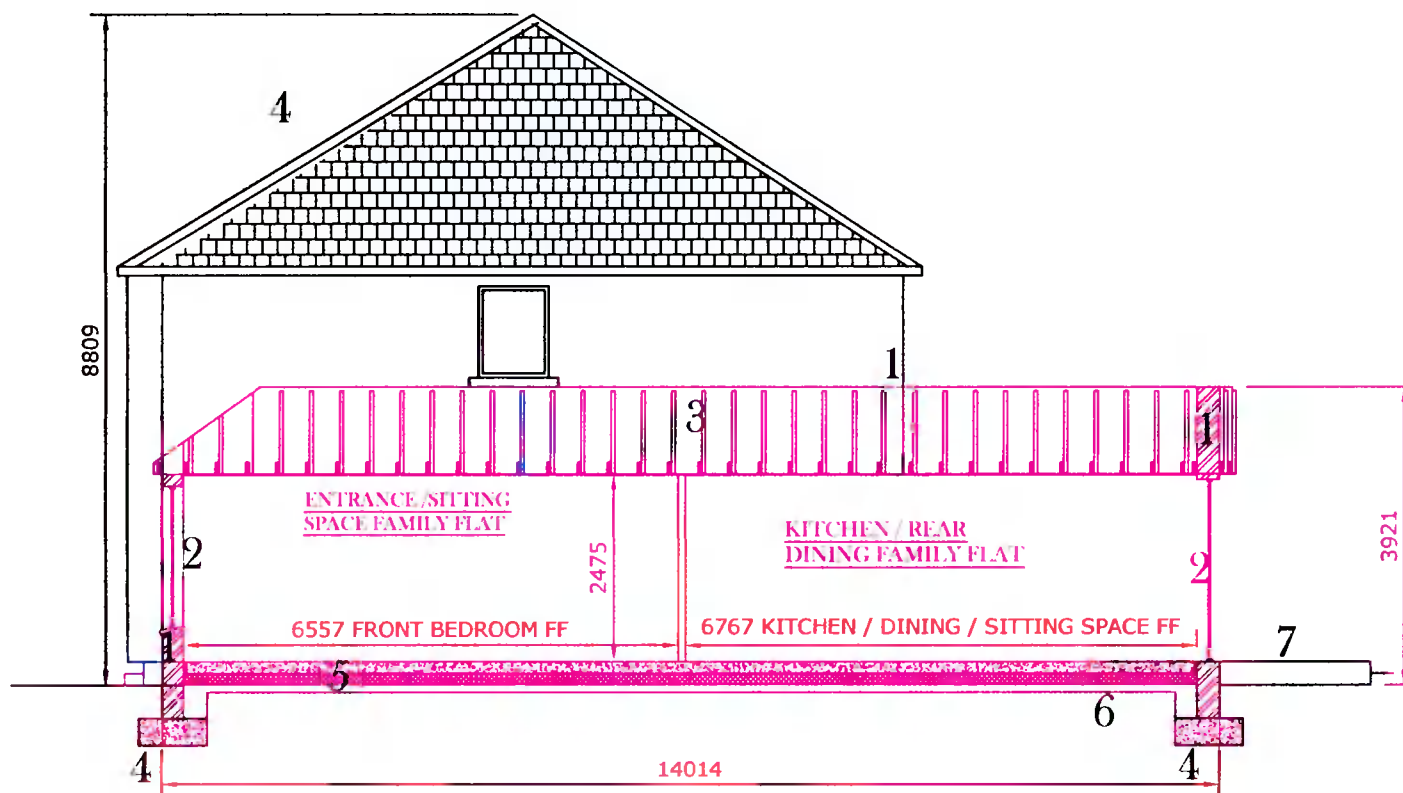 4
8809
1
3
1
3921
ENTRANCE /SITTING
SPACE FAMILY FLAT
KITCHEN / REAR
DINING FAMILY FLAT
2
2475
2
6557 FRONT BEDROOM FF
6767 KITCHEN / DINING / SITTING SPACE FF
1
7
5
6
4
14014
4